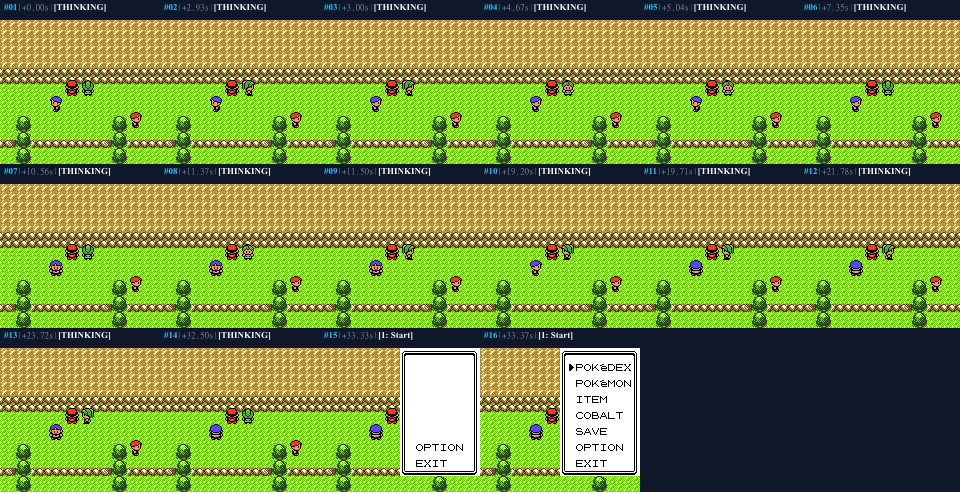 #01|+0.00s|[THINKING]
#02|+2.93s|[THINKING]
#03|+3.00s|[THINKING]
#04|+4.67s|[THINKING]
#05|+5.04s|[THINKING]
#06|+7.35s|[THINKING]
#07|+10.56s|[THINKING]
#08|+11.37s|[THINKING]
#09|+11.50s|[THINKING]
#10|+19.20s|[THINKING]
#11|+19.71s|[THINKING]
#12|+21.78s|[THINKING]
#13|+23.72s|[THINKING]
#14|+32.50s|[THINKING]
#15|+33.33s|[1: Start]
OPTION
EXIT
#16|+33.37s|[1: Start]
▶POKéDEX
POKéMON
ITEM
COBALT
SAVE
OPTION
EXIT